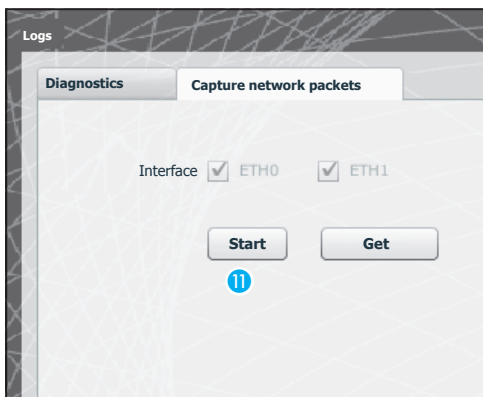 Logs
Diagnostics Capture network packets
Interface ETH0 ETH1
Start Get
11